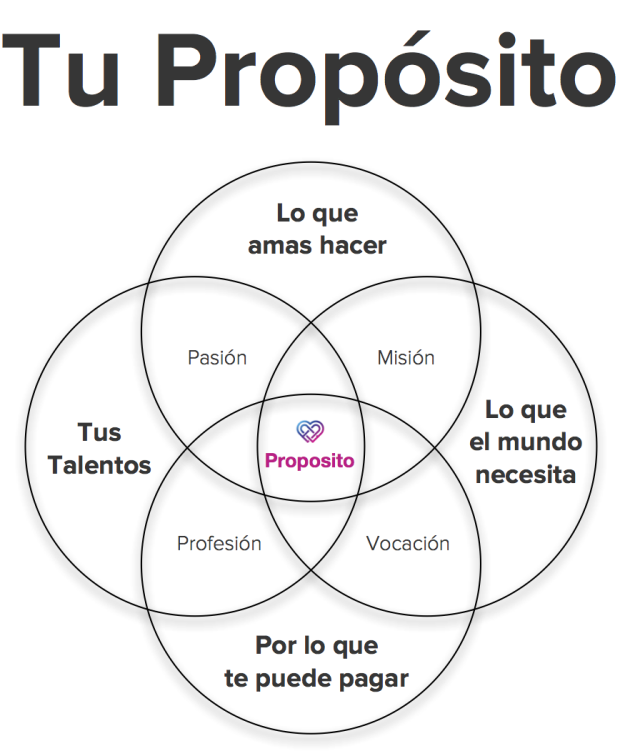 Tu Propósito
Lo que
amas hacer
Pasión
Misión
Tus
Talentos
Proposito
Lo que
el mundo
necesita
Profesión
Vocación
Por lo que
te puede pagar